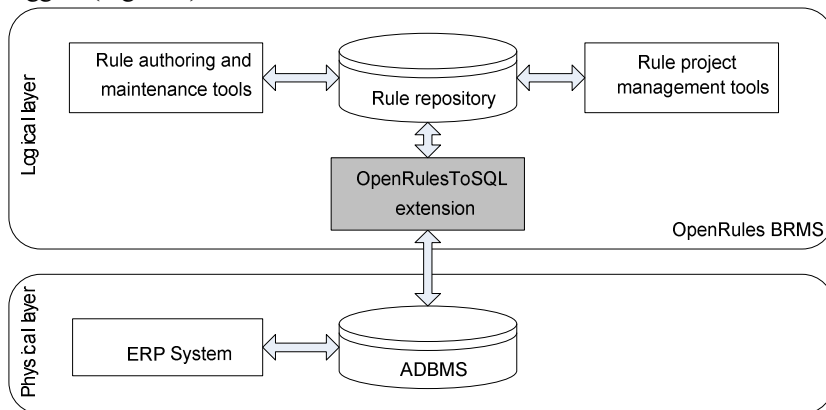 Logical layer
Rule authoring and
maintenance tools
Rule repository
Rule project
management tools
OpenRulesToSQL
extension
OpenRules BRMS
Physical layer
ERP System
ADBMS